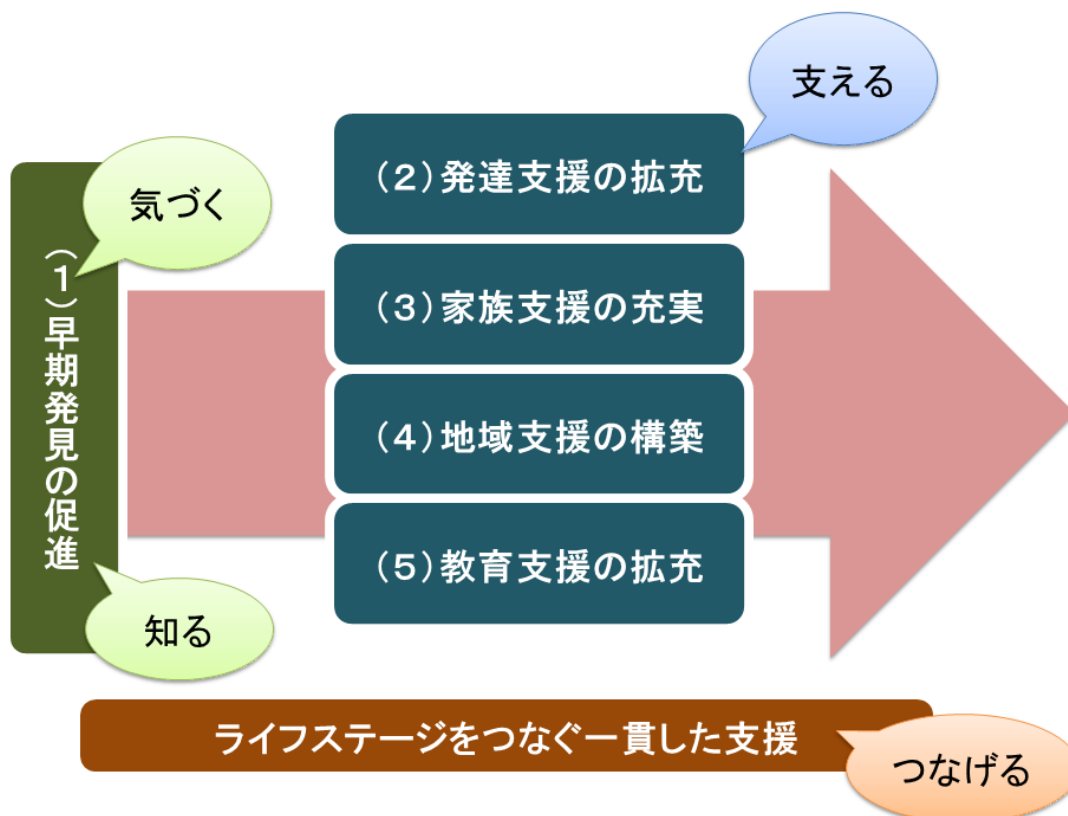 支える
気づく
（１）早期発見の促進
知る
（２）発達支援の拡充
（３）家族支援の充実
（４）地域支援の構築
（５）教育支援の拡充
ライフステージをつなぐ一貫した支援
つなげる